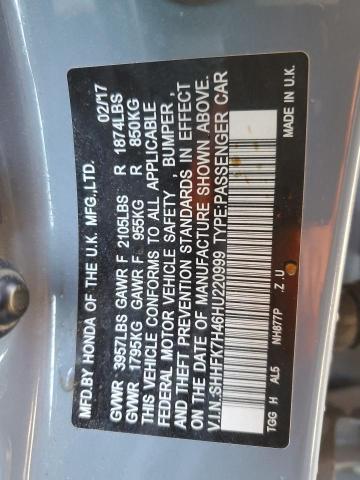 MFD.BY HONDA OF THE U.K. MFG.,LTD. 02/17
GVWR 3957LBS GAWR F 2105LBS R 1874LBS
GVWR 1795KG GAWR F: 955KG R 850KG
THIS VEHICLE CONFORMS TO ALL APPLICABLE
FEDERAL MOTOR VEHICLE SAFETY , BUMPER ,
AND THEFT PREVENTION STANDARDS IN EFFECT
ON THE DATE OF MANUFACTURE SHOWN ABOVE.
V.I.N.:SHHFK7H46HU220999 TYPE:PASSENGER CAR
TGG H AL5 NH877P .Z U MADE IN U.K.